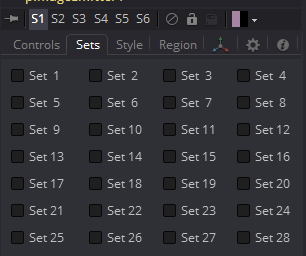 S1 S2 S3 S4 S5 S6
Controls Sets Style Region
Set 1 Set 2 Set 3 Set 4
Set 5 Set 6 Set 7 Set 8
Set 9 Set 10 Set 11 Set 12
Set 13 Set 14 Set 15 Set 16
Set 17 Set 18 Set 19 Set 20
Set 21 Set 22 Set 23 Set 24
Set 25 Set 26 Set 27 Set 28